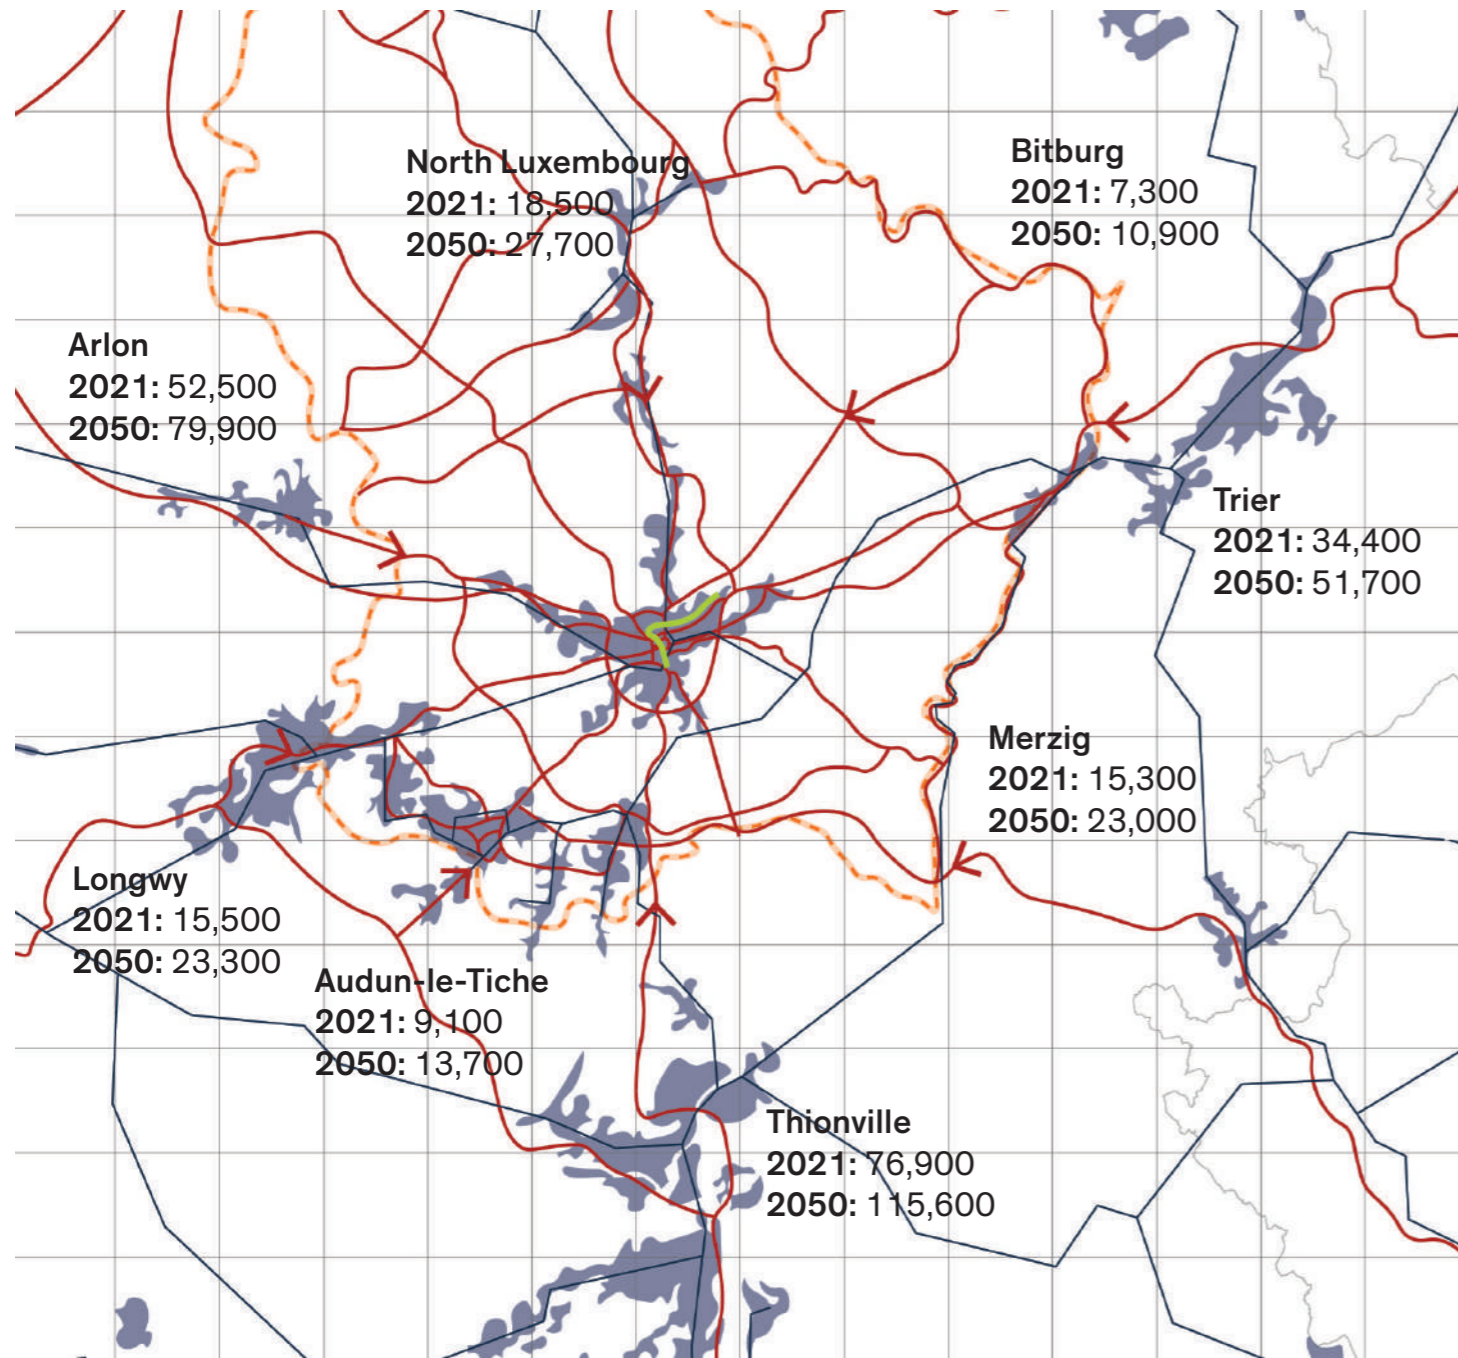 North Luxembourg
2021: 18,500
2050: 27,700
Bitburg
2021: 7,300
2050: 10,900
Arlon
2021: 52,500
2050: 79,900
Trier
2021: 34,400
2050: 51,700
Merzig
2021: 15,300
2050: 23,000
Longwy
2021: 15,500
2050: 23,300
Audun-le-Tiche
2021: 9,100
2050: 13,700
Thionville
2021: 76,900
2050: 115,600